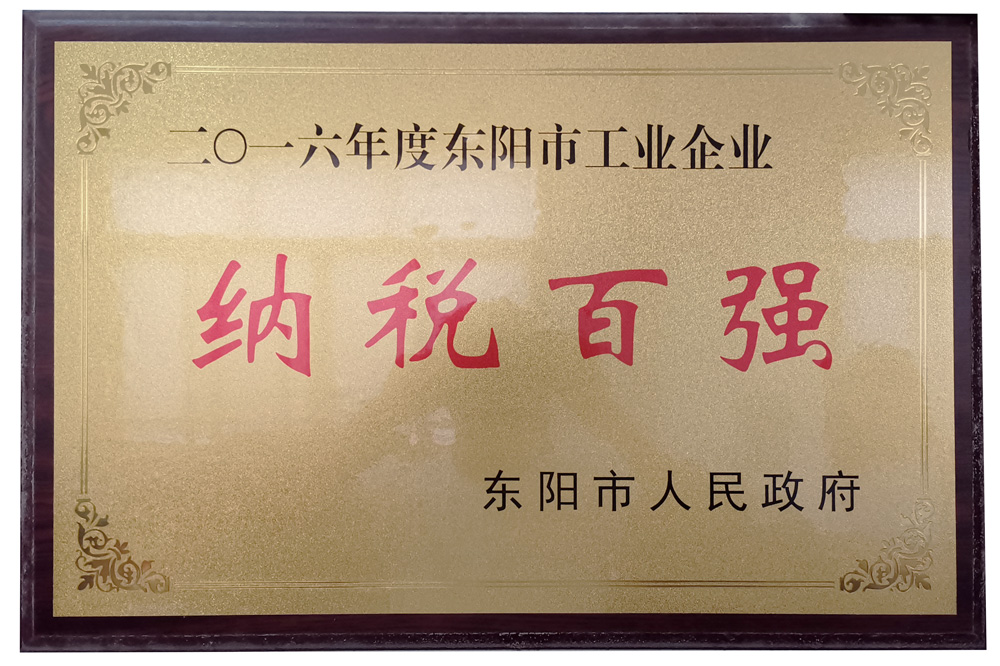 二〇一六年度东阳市工业企业
纳税百强
东阳市人民政府